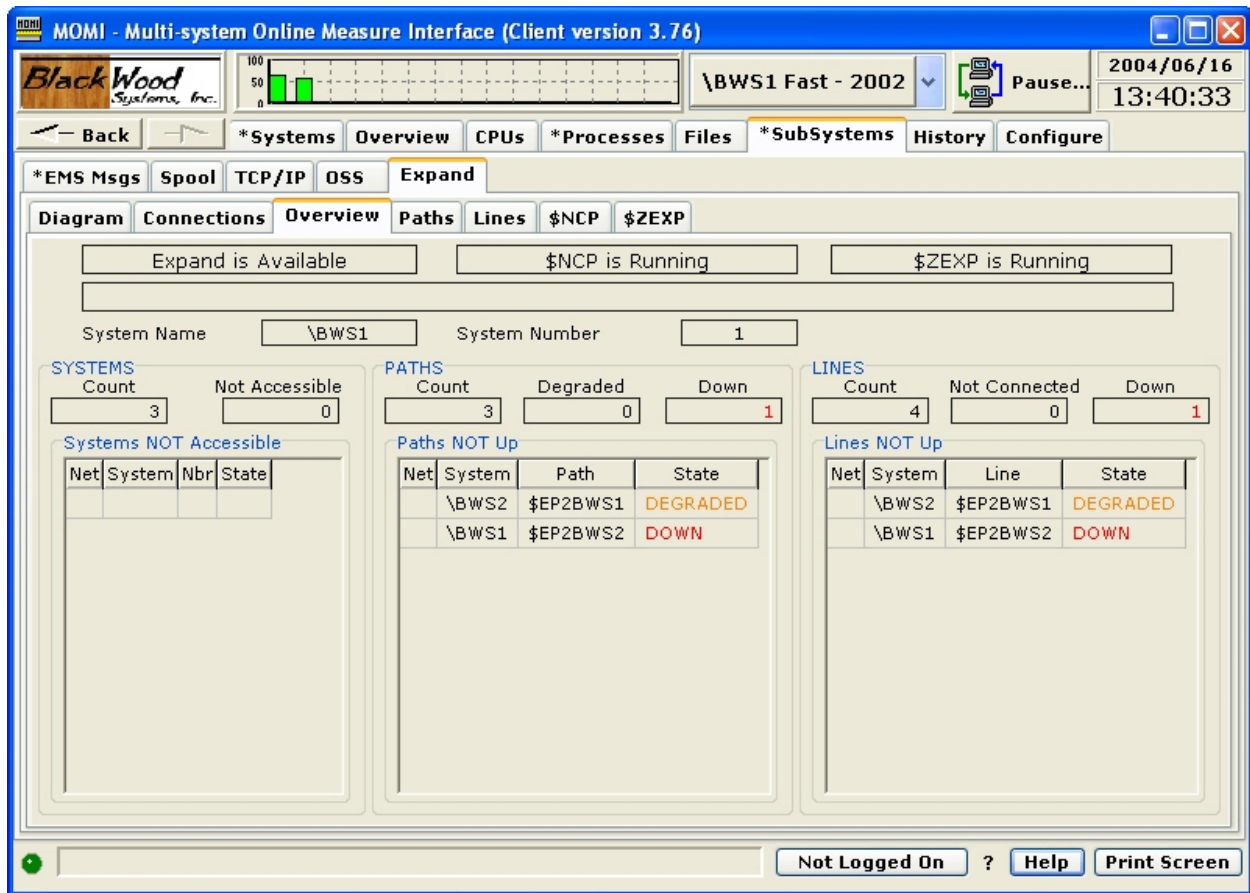 MOMI
MOMI - Multi-system Online Measure Interface (Client version 3.76)
BlackWood
Systems, Inc.
100
50
0
\BWS1 Fast - 2002
Pause...
2004/06/16
13:40:33
Back
*Systems Overview CPUs *Processes Files *SubSystems History Configure
*EMS Msgs Spool TCP/IP OSS Expand
Diagram Connections Overview Paths Lines $NCP $ZEXP
Expand is Available $NCP is Running $ZEXP is Running
System Name \BWS1 System Number 1
SYSTEMS
Count Not Accessible
3 0
Systems NOT Accessible
Net System Nbr State
PATHS
Count Degraded Down
3 0 1
Paths NOT Up
Net System Path State
\BWS2 $EP2BWS1 DEGRADED
\BWS1 $EP2BWS2 DOWN
LINES
Count Not Connected Down
4 0 1
Lines NOT Up
Net System Line State
\BWS2 $EP2BWS1 DEGRADED
\BWS1 $EP2BWS2 DOWN
Not Logged On ? Help Print Screen